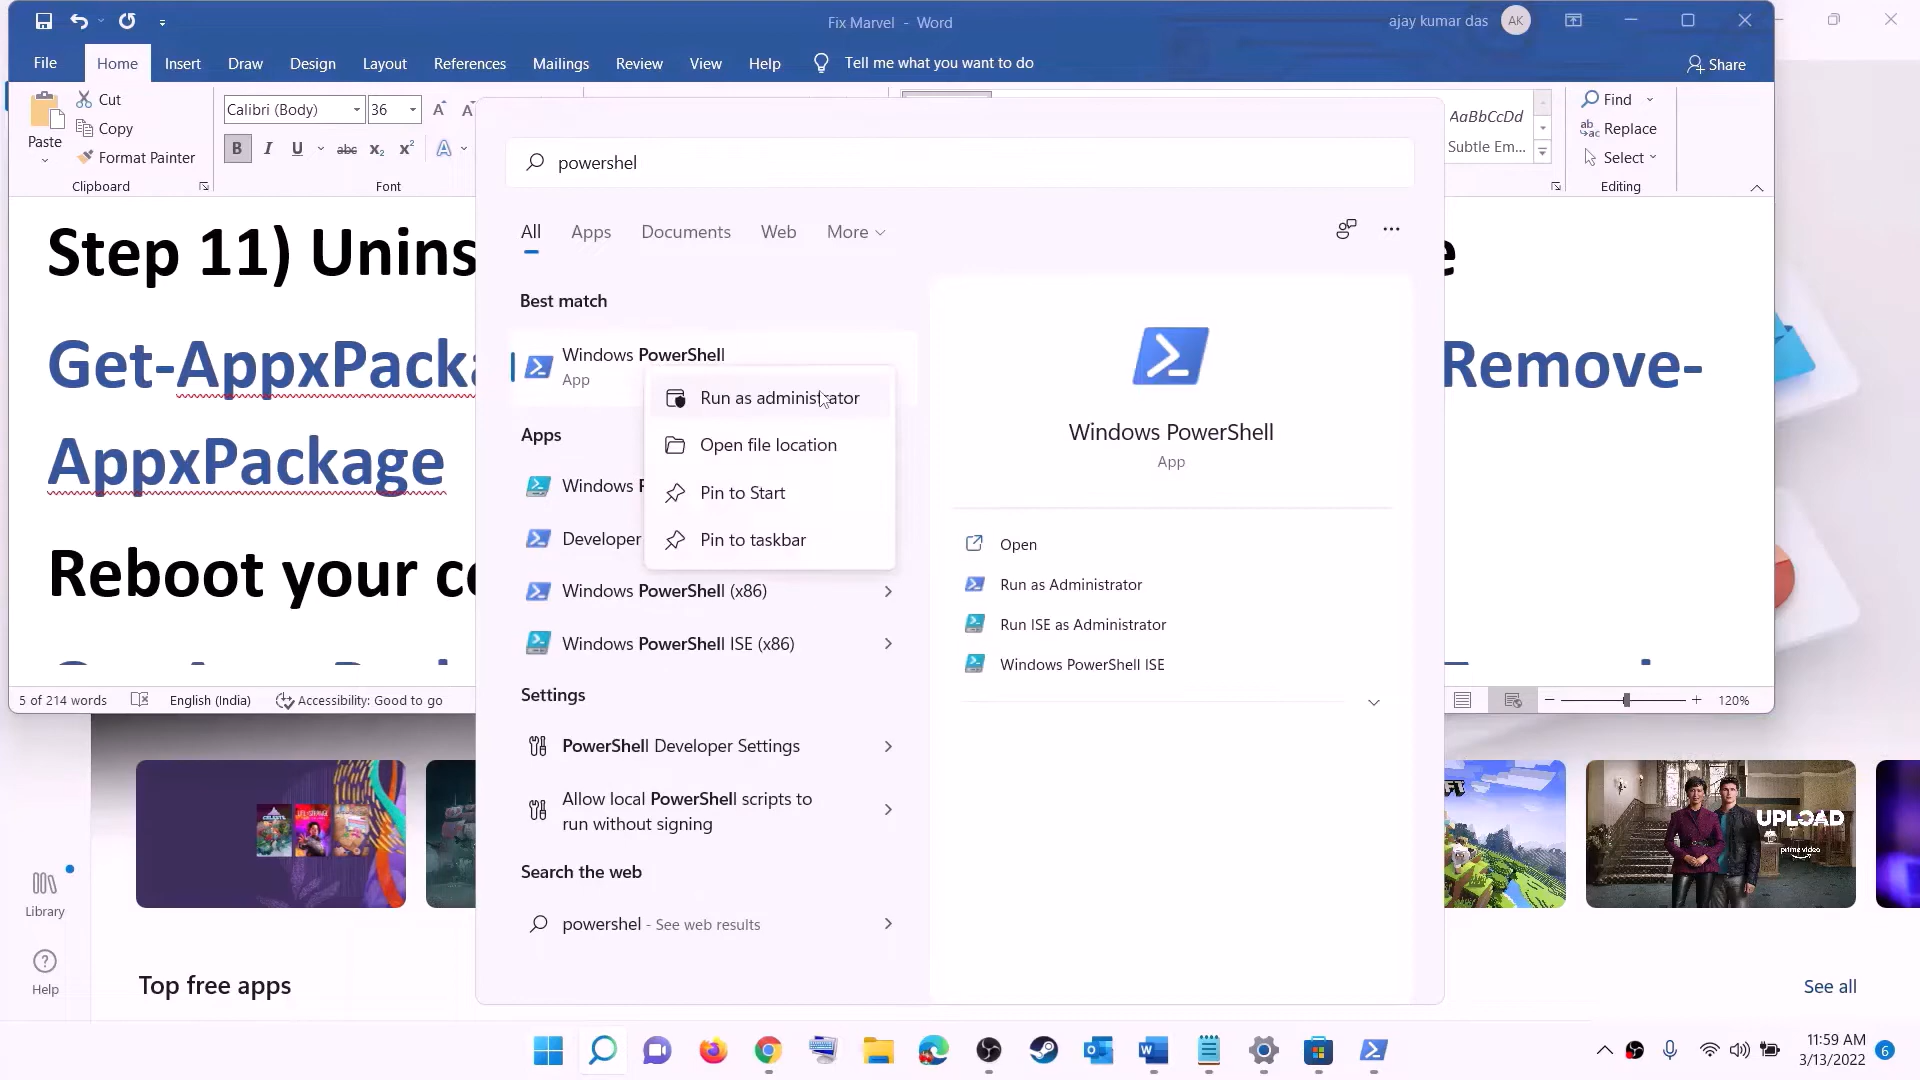 Fix Marvel - Word
ajay kumar das
AK
File
Home
Insert
Draw
Design
Layout
References
Mailings
Review
View
Help
Tell me what you want to do
Share
Paste
Cut
Copy
Format Painter
Clipboard
Calibri (Body)
36
Font
AaBbCcDd
Subtle Em...
Find
Replace
Select
Editing
powershel
All
Apps
Documents
Web
More
Best match
Windows PowerShell
App
Run as administrator
Open file location
Pin to Start
Pin to taskbar
Apps
Windows
Developer
Windows PowerShell (x86)
Windows PowerShell ISE (x86)
Settings
PowerShell Developer Settings
Allow local PowerShell scripts to
run without signing
Search the web
powershel - See web results
Windows PowerShell
App
Open
Run as Administrator
Run ISE as Administrator
Windows PowerShell ISE
Step 11)
Remove-
AppxPackage
Reboot your
5 of 214 words
English (India)
Accessibility: Good to go
120%
UPLOAD
prime video
Library
Help
Top free apps
See all
11:59 AM
3/13/2022
6